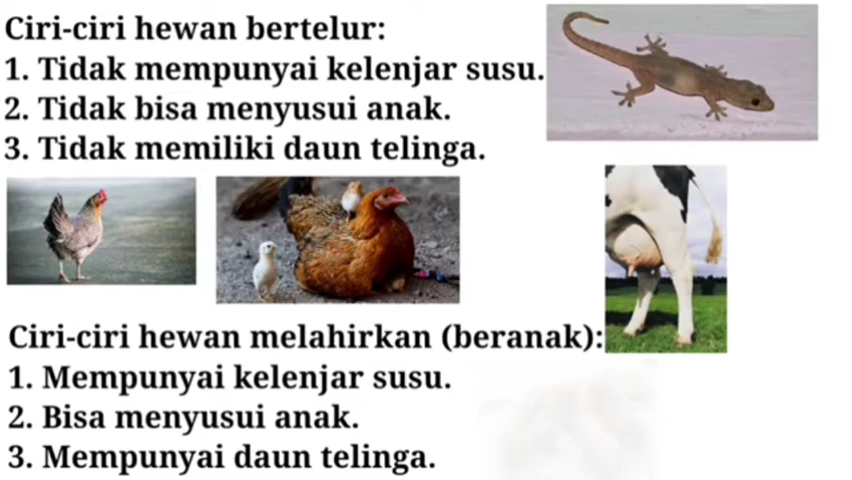 Ciri-ciri hewan bertelur:
1. Tidak mempunyai kelenjar susu.
2. Tidak bisa menyusui anak.
3. Tidak memiliki daun telinga.
Ciri-ciri hewan melahirkan (beranak):
1. Mempunyai kelenjar susu.
2. Bisa menyusui anak.
3. Mempunyai daun telinga.